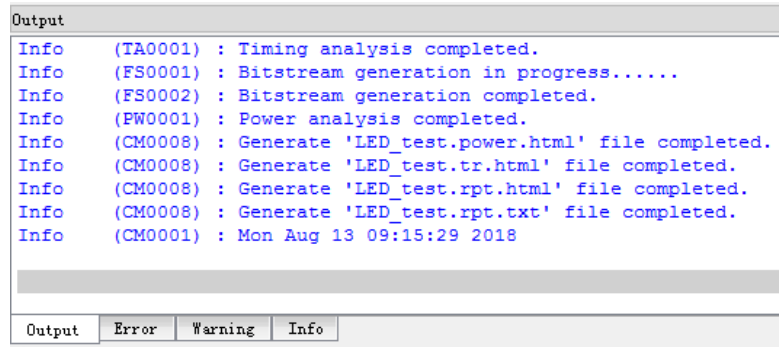 Output
Info (TA0001) : Timing analysis completed.
Info (FS0001) : Bitstream generation in progress......
Info (FS0002) : Bitstream generation completed.
Info (PW0001) : Power analysis completed.
Info (CM0008) : Generate 'LED_test.power.html' file completed.
Info (CM0008) : Generate 'LED_test.tr.html' file completed.
Info (CM0008) : Generate 'LED_test.rpt.html' file completed.
Info (CM0008) : Generate 'LED_test.rpt.txt' file completed.
Info (CM0001) : Mon Aug 13 09:15:29 2018
Output Error Warning Info